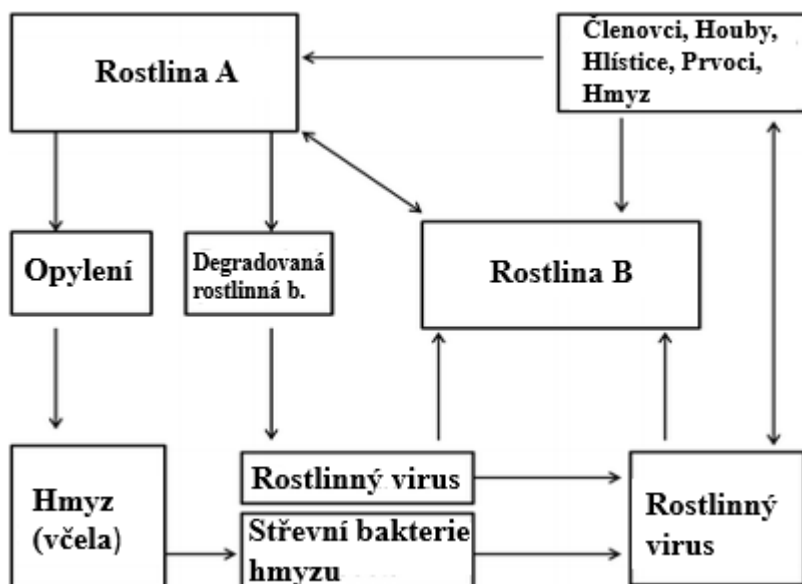 Rostlina A
Členovci, Houby,
Hlístice, Prvoci,
Hmyz
Opylení
Degradovaná
rostlinná b.
Rostlina B
Hmyz
(včela)
Rostlinný virus
Střevní bakterie
hmyzu
Rostlinný
virus